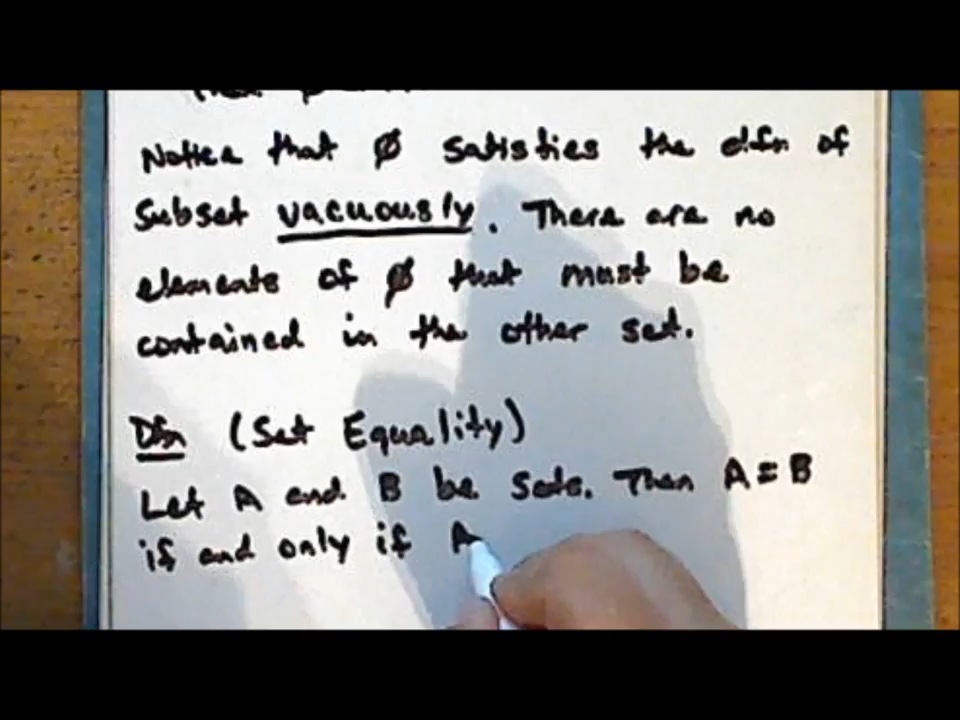 Notice that Ø satisfies the dfn of
subset vacuously. There are no
elements of Ø that must be
contained in the other set.
Dfn (Set Equality)
Let A and B be sets. Then A = B
if and only if A